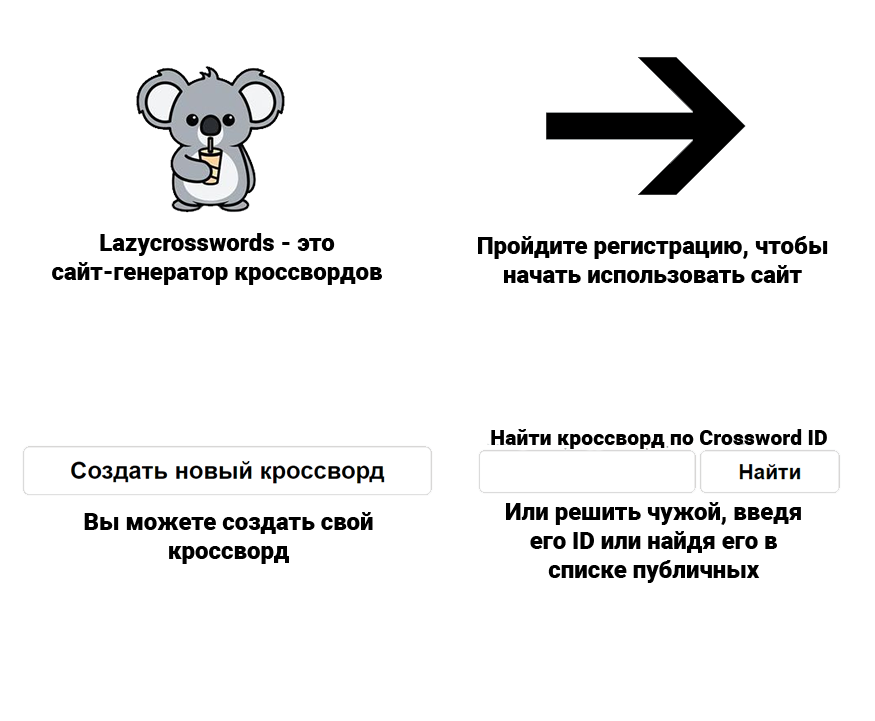 Lazycrosswords - это
сайт-генератор кроссвордов
Пройдите регистрацию, чтобы
начать использовать сайт
Создать новый кроссворд
Вы можете создать свой
кроссворд
Найти кроссворд по Crossword ID
Найти
Или решить чужой, введя
его ID или найдя его в
списке публичных